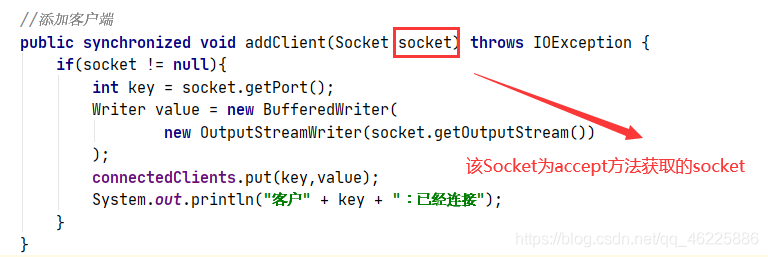 //添加客户端
public synchronized void addClient(Socket socket) throws IOException {
if(socket != null){
int key = socket.getPort();
Writer value = new BufferedWriter(
new OutputStreamWriter(socket.getOutputStream())
);
该Socket为accept方法获取的socket
connectedClients.put(key,value);
System.out.println("客户" + key + "：已经连接");
}
}
https://blog.csdn.net/qq_46225886